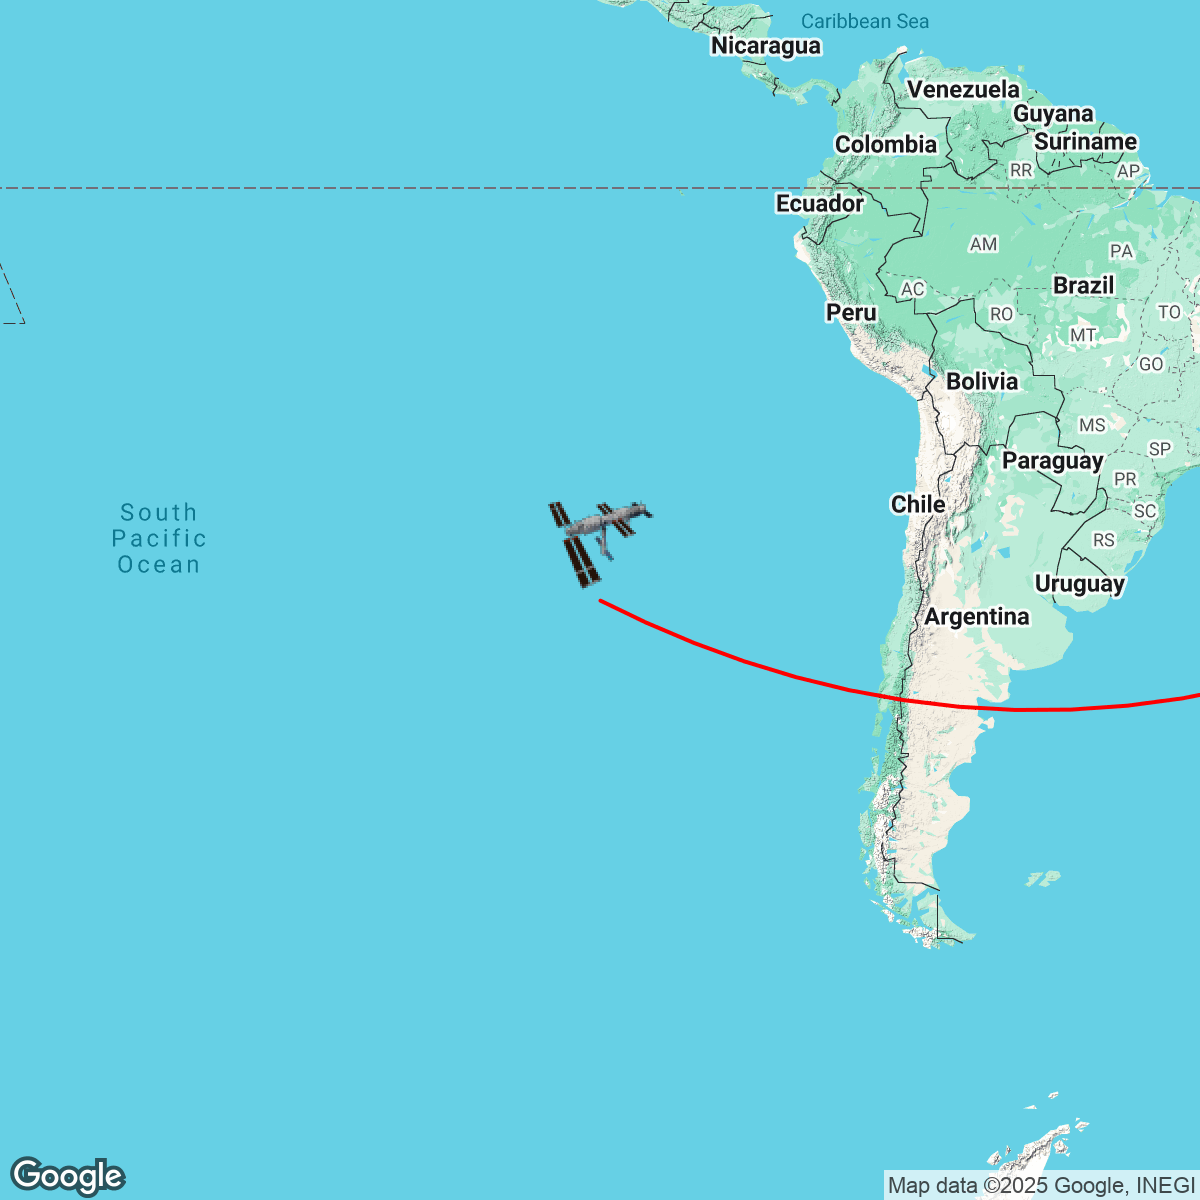 Caribbean Sea
Nicaragua
Venezuela
Guyana
Suriname
Colombia
RR
AP
Ecuador
AM
PA
AC
Brazil
RO
TO
Peru
MT
GO
Bolivia
MS
SP
Paraguay
PR
Chile
SC
South
Pacific
Ocean
RS
Uruguay
Argentina
Google
Map data ©2025 Google, INEGI